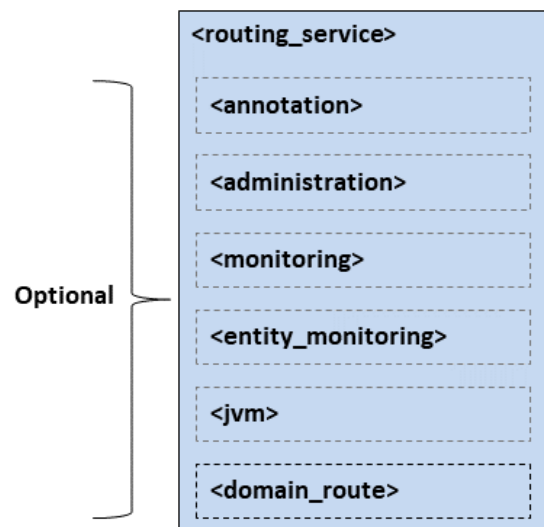 <routing_service>
<annotation>
<administration>
<monitoring>
Optional
<entity_monitoring>
<jvm>
<domain_route>